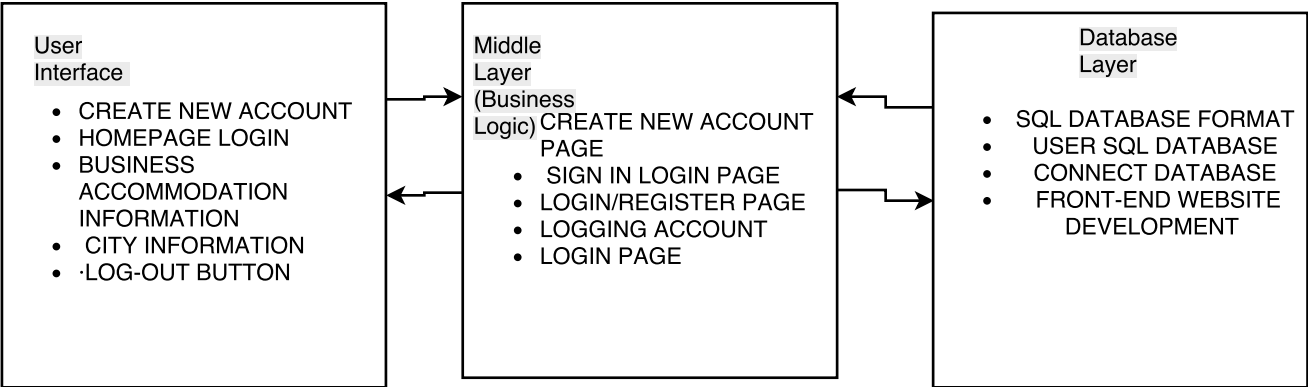 User
Interface
• CREATE NEW ACCOUNT
• HOMEPAGE LOGIN
• BUSINESS
ACCOMMODATION
INFORMATION
• CITY INFORMATION
• ·LOG-OUT BUTTON
Middle
Layer
(Business
Logic)
CREATE NEW ACCOUNT
PAGE
• SIGN IN LOGIN PAGE
• LOGIN/REGISTER PAGE
• LOGGING ACCOUNT
• LOGIN PAGE
Database
Layer
• SQL DATABASE FORMAT
• USER SQL DATABASE
• CONNECT DATABASE
• FRONT-END WEBSITE
DEVELOPMENT